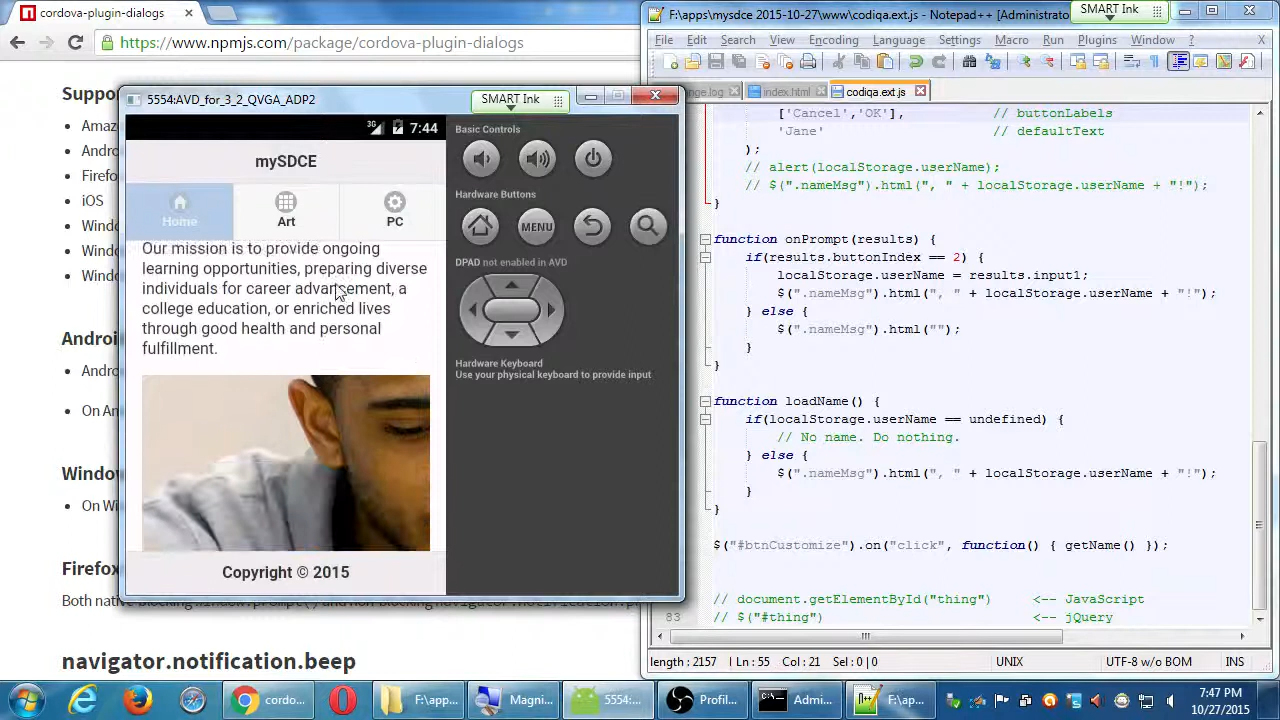 cordova-plugin-dialogs
https://www.npmjs.com/package/cordova-plugin-dialogs
Suppo
Amaz
Andro
Firefo
iOS
Windo
Windo
Windo
Android
Andro
On An
Windo
On Wi
Firefox
navigator.notification.beep
5554:AVD_for_3_2_QVGA_ADP2
SMART Ink
3G 7:44
mySDCE
Home
Art
PC
Our mission is to provide ongoing
learning opportunities, preparing diverse
individuals for career advancement, a
college education, or enriched lives
through good health and personal
fulfillment.
Copyright © 2015
Basic Controls
Hardware Buttons
MENU
DPAD not enabled in AVD
Hardware Keyboard
Use your physical keyboard to provide input
F:\apps\mysdce 2015-10-27\www\codiqa.ext.js - Notepad++ [Administrato
SMART Ink
File Edit Search View Encoding Language Settings Macro Run Plugins Window ? X
nge.log index.html codiqa.ext.js
['Cancel','OK'], // buttonLabels
'Jane' // defaultText
);
// alert(localStorage.userName);
// $(".nameMsg").html(", " + localStorage.userName + "!");
}
function onPrompt(results) {
if(results.buttonIndex == 2) {
localStorage.userName = results.input1;
$(".nameMsg").html(", " + localStorage.userName + "!");
} else {
$(".nameMsg").html("");
}
}
function loadName() {
if(localStorage.userName == undefined) {
// No name. Do nothing.
} else {
$(".nameMsg").html(", " + localStorage.userName + "!");
}
}
$("#btnCustomize").on("click", function() { getName() });
// document.getElementById("thing") <-- JavaScript
83 // $("#thing") <-- jQuery
length : 2157 Ln : 55 Col : 21 Sel : 0 | 0 UNIX UTF-8 w/o BOM INS
cordo... F:\app... Magni... 5554:... Profil... Admi... F:\ap...
7:47 PM
10/27/2015